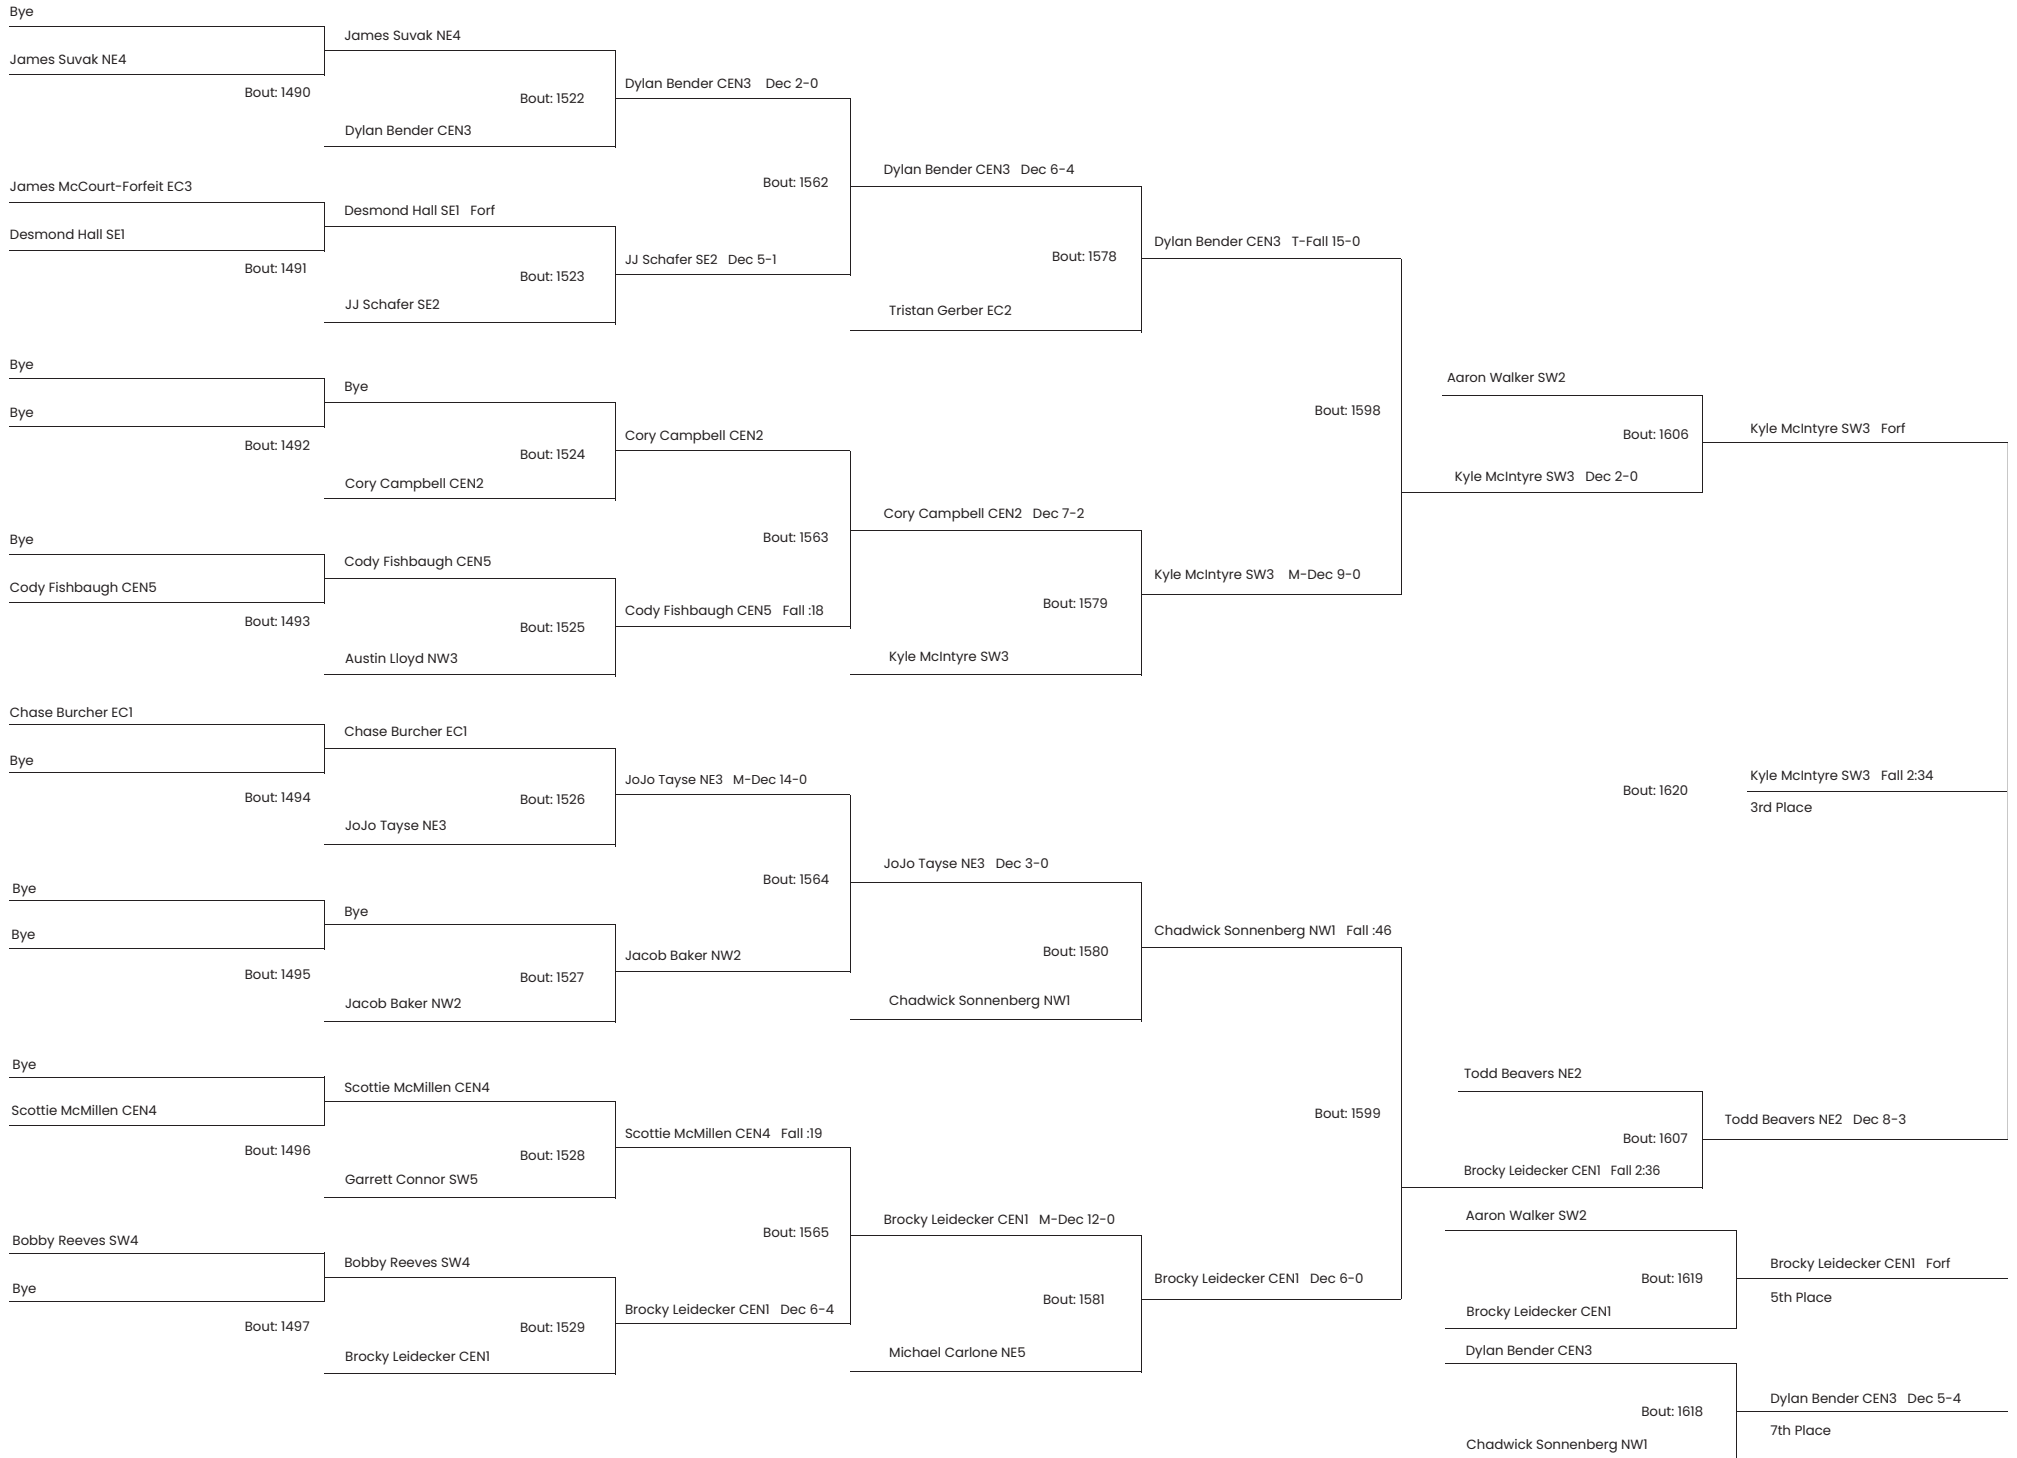 Bye
James Suvak NE4
Bout: 1490
James McCourt-Forfeit EC3
Desmond Hall SE1
Bout: 1491
Bye
Bye
Bout: 1492
Bye
Cody Fishbaugh CEN5
Bout: 1493
Chase Burcher EC1
Bye
Bout: 1494
Bye
Bye
Bout: 1495
Bye
Scottie McMillen CEN4
Bout: 1496
Bobby Reeves SW4
Bye
Bout: 1497
James Suvak NE4
Bout: 1522
Dylan Bender CEN3
Desmond Hall SE1 Forf
Bout: 1523
JJ Schafer SE2
Bye
Bout: 1524
Cory Campbell CEN2
Cody Fishbaugh CEN5
Bout: 1525
Austin Lloyd NW3
Chase Burcher EC1
Bout: 1526
JoJo Tayse NE3
Bye
Bout: 1527
Jacob Baker NW2
Scottie McMillen CEN4
Bout: 1528
Garrett Connor SW5
Bobby Reeves SW4
Bout: 1529
Brocky Leidecker CEN1
Dylan Bender CEN3 Dec 2-0
Bout: 1562
JJ Schafer SE2 Dec 5-1
Cory Campbell CEN2
Bout: 1563
Cody Fishbaugh CEN5 Fall :18
JoJo Tayse NE3 M-Dec 14-0
Bout: 1564
Jacob Baker NW2
Scottie McMillen CEN4 Fall :19
Bout: 1565
Brocky Leidecker CEN1 Dec 6-4
Dylan Bender CEN3 Dec 6-4
Bout: 1578
Tristan Gerber EC2
Cory Campbell CEN2 Dec 7-2
Bout: 1579
Kyle McIntyre SW3
JoJo Tayse NE3 Dec 3-0
Bout: 1580
Chadwick Sonnenberg NW1
Brocky Leidecker CEN1 M-Dec 12-0
Bout: 1581
Michael Carlone NE5
Dylan Bender CEN3 T-Fall 15-0
Bout: 1598
Kyle McIntyre SW3 M-Dec 9-0
Chadwick Sonnenberg NW1 Fall :46
Bout: 1599
Brocky Leidecker CEN1 Dec 6-0
Aaron Walker SW2
Bout: 1606
Kyle McIntyre SW3 Dec 2-0
Todd Beavers NE2
Bout: 1607
Brocky Leidecker CEN1 Fall 2:36
Kyle McIntyre SW3 Forf
Bout: 1620
Kyle McIntyre SW3 Fall 2:34
3rd Place
Todd Beavers NE2 Dec 8-3
Aaron Walker SW2
Bout: 1619
Brocky Leidecker CEN1
Brocky Leidecker CEN1 Forf
5th Place
Dylan Bender CEN3
Bout: 1618
Chadwick Sonnenberg NW1
Dylan Bender CEN3 Dec 5-4
7th Place